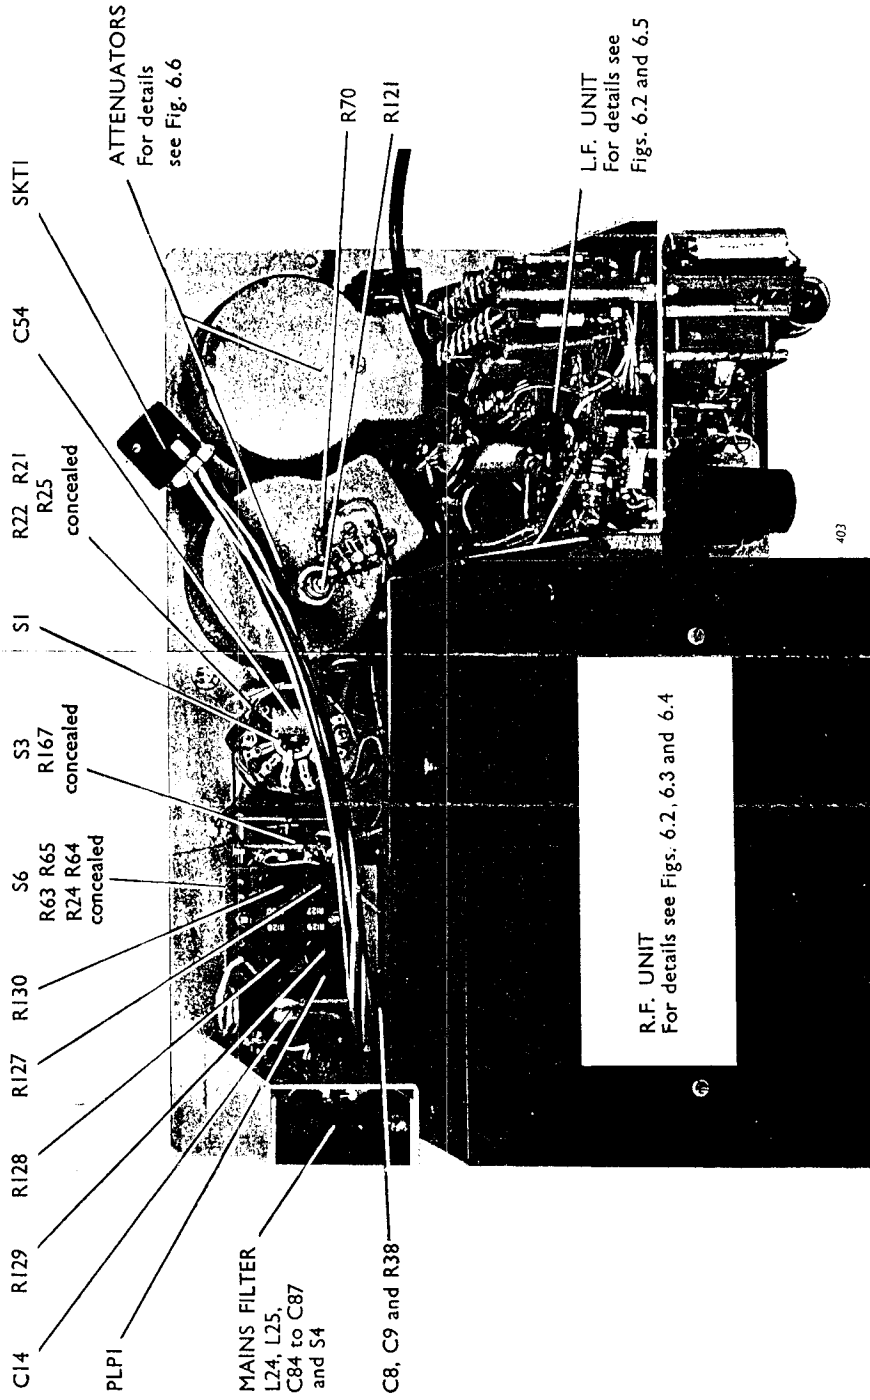 C14
R129
R128
R127
R130
S6
R63 R65
R24 R64
concealed
S3
R167
concealed
S1
R22 R21
R25
concealed
C54
SKT1
PLP1
ATTENUATORS
For details
see Fig. 6.6
R70
R121
MAINS FILTER
L24, L25,
C84 to C87
and S4
C8, C9 and R38
L.F. UNIT
For details see
Figs. 6.2 and 6.5
R128
R129
R127
R.F. UNIT
For details see Figs. 6.2, 6.3 and 6.4
403